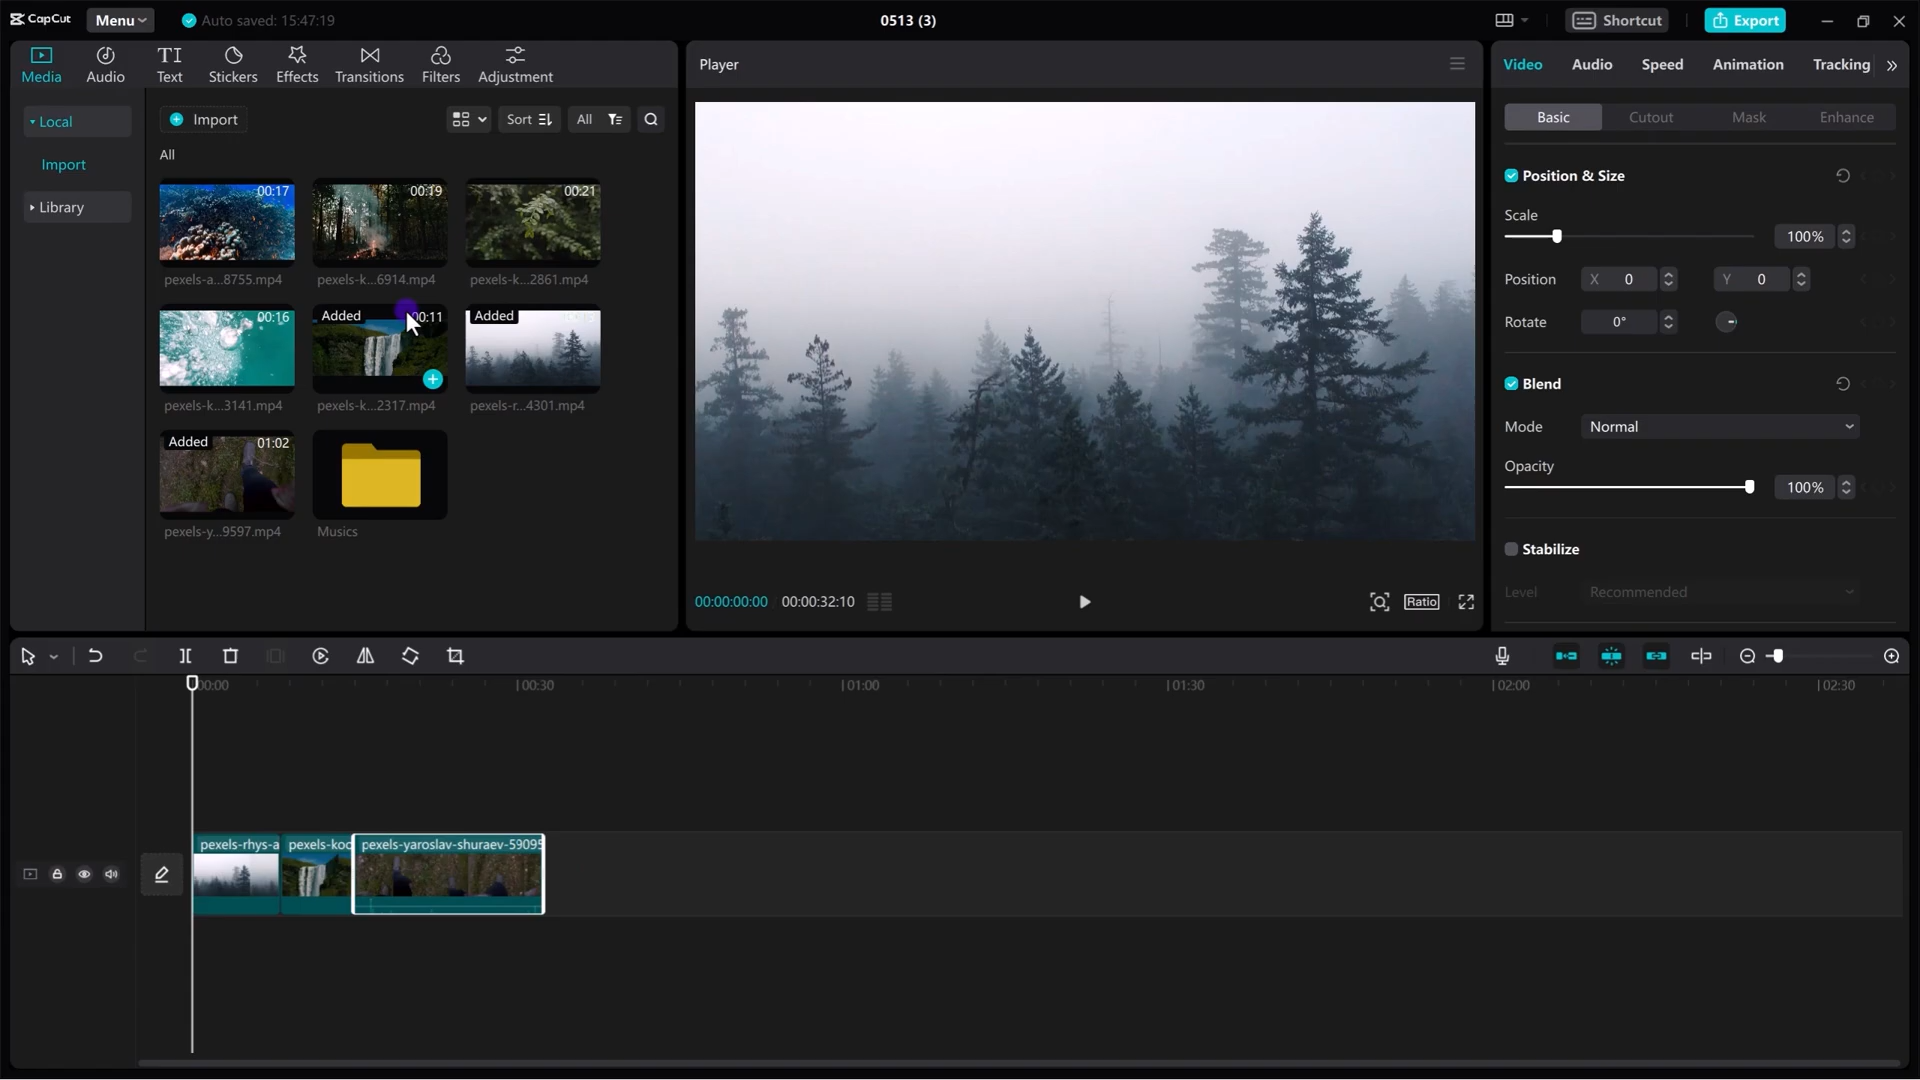 CapCut
Menu
Auto saved: 15:47:19
0513 (3)
Shortcut
Export
Media
Audio
Text
Stickers
Effects
Transitions
Filters
Adjustment
Local
Import
Library
Import
Sort
All
All
00:17
pexels-a...8755.mp4
00:19
pexels-k...6914.mp4
00:21
pexels-k...2861.mp4
00:16
pexels-k...3141.mp4
Added
00:11
pexels-k...2317.mp4
Added
pexels-r...4301.mp4
Added
01:02
pexels-y...9597.mp4
Musics
Player
00:00:00:00
00:00:32:10
Ratio
Video
Audio
Speed
Animation
Tracking
Basic
Cutout
Mask
Enhance
Position & Size
Scale
100%
Position
X 0
Y 0
Rotate
0°
Blend
Mode
Normal
Opacity
100%
Stabilize
Level
Recommended
00:00
00:30
01:00
01:30
02:00
02:30
pexels-rhys-a
pexels-koo
pexels-yaroslav-shuraev-59095